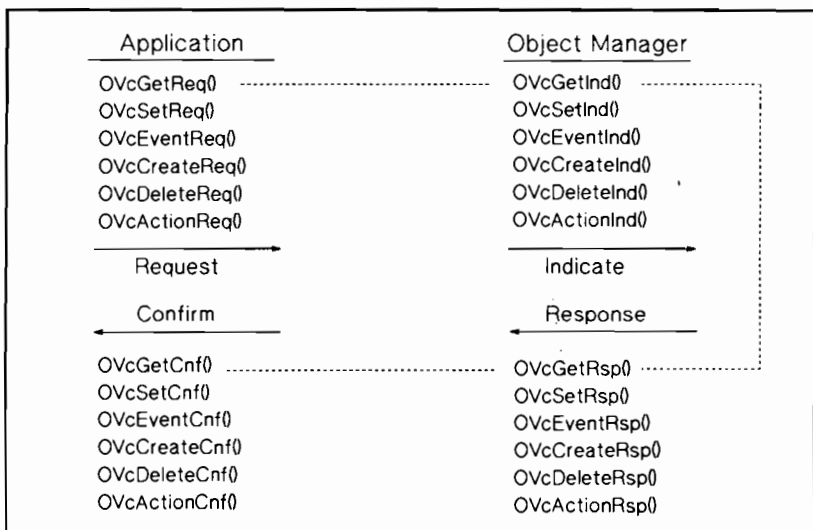 Application
OVcGetReq()
OVcSetReq()
OVcEventReq()
OVcCreateReq()
OVcDeleteReq()
OVcActionReq()
Request
Object Manager
OVcGetInd()
OVcSetInd()
OVcEventInd()
OVcCreateInd()
OVcDeleteInd()
OVcActionInd()
Indicate
Confirm
OVcGetCnf()
OVcSetCnf()
OVcEventCnf()
OVcCreateCnf()
OVcDeleteCnf()
OVcActionCnf()
Response
OVcGetRsp()
OVcSetRsp()
OVcEventRsp()
OVcCreateRsp()
OVcDeleteRsp()
OVcActionRsp()